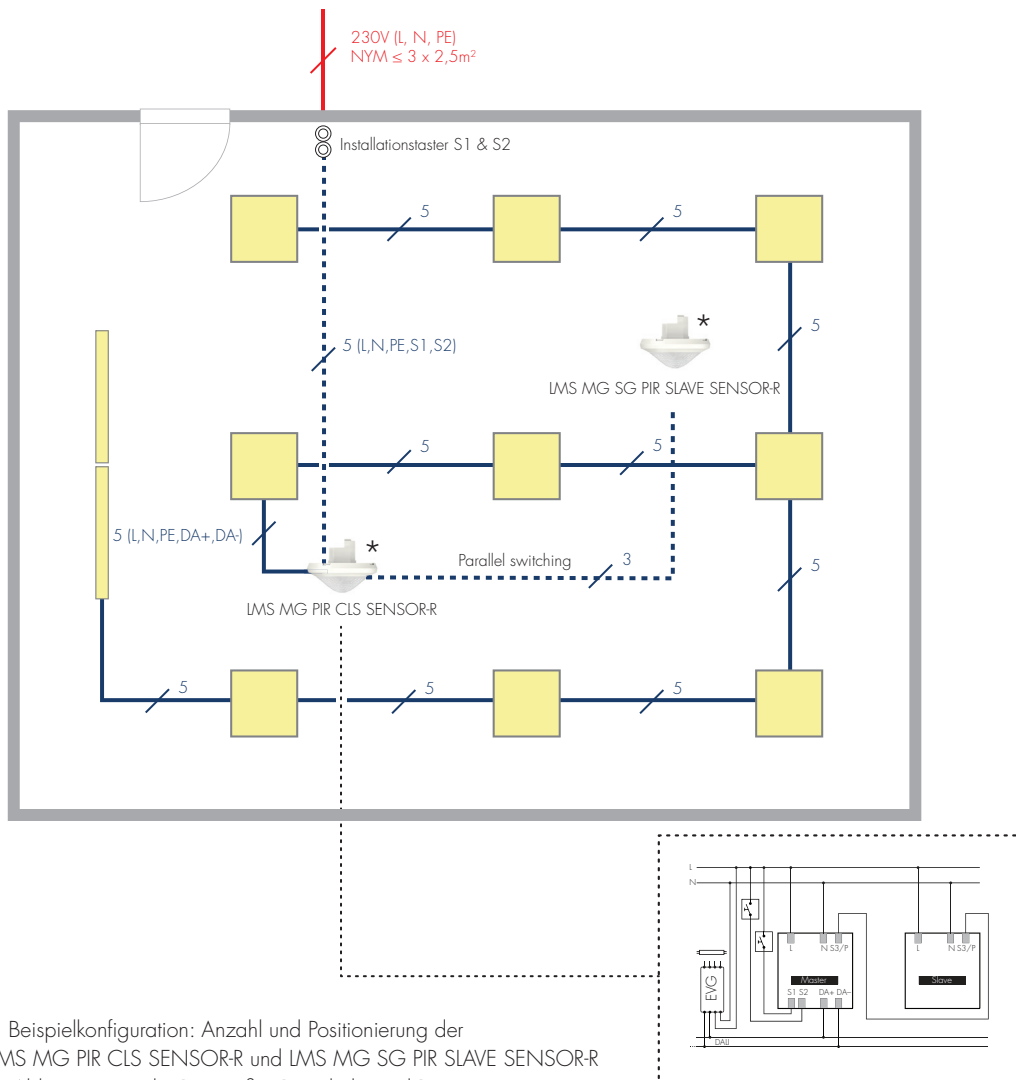 230V (L, N, PE)
NYM ≤ 3 x 2,5m²
Installationstaster S1 & S2
5
5
5 (L,N,PE,S1,S2)
*
5
LMS MG SG PIR SLAVE SENSOR-R
5
5
5 (L,N,PE,DA+,DA-)
*
Parallel switching
3
5
LMS MG PIR CLS SENSOR-R
5
5
5
L
N
L
N S3/P
L
N S3/P
Master
Slave
S1 S2 DA+ DA-
EVG
DALI
Beispielkonfiguration: Anzahl und Positionierung der
MS MG PIR CLS SENSOR-R und LMS MG SG PIR SLAVE SENSOR-R